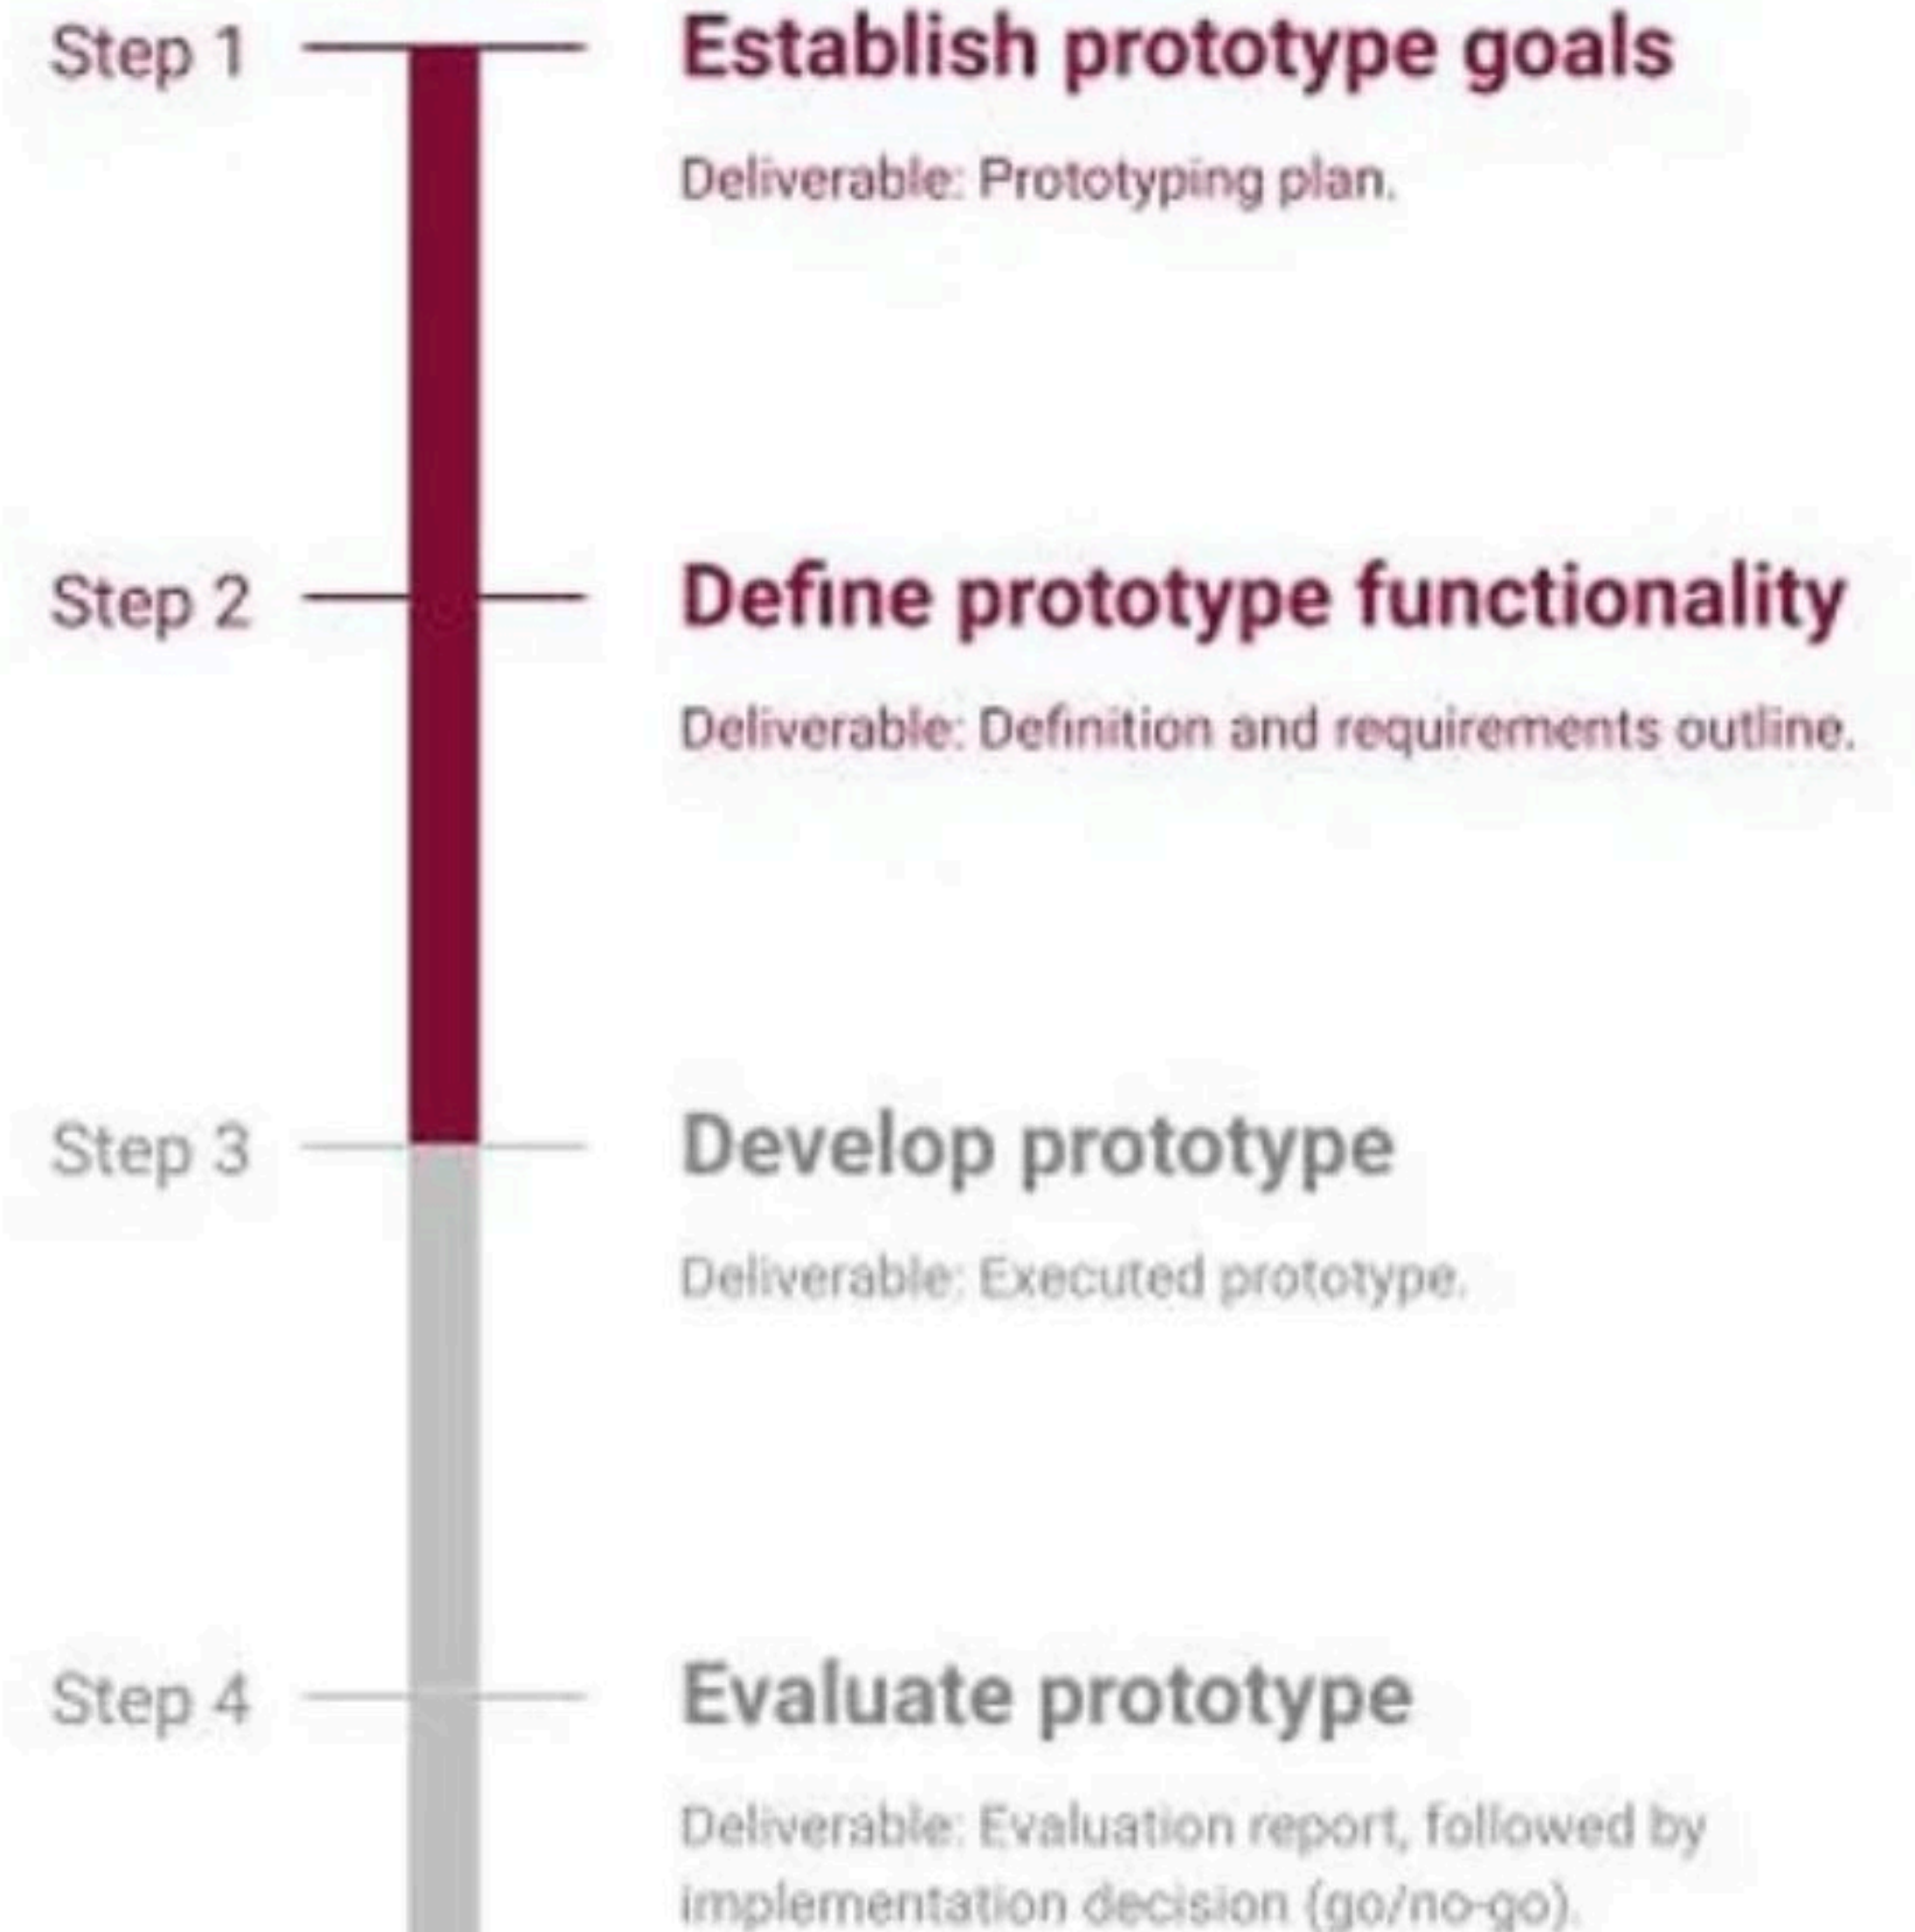 Step 1
Establish prototype goals
Deliverable: Prototyping plan.
Step 2
Define prototype functionality
Deliverable: Definition and requirements outline.
Step 3
Develop prototype
Deliverable: Executed prototype.
Step 4
Evaluate prototype
Deliverable: Evaluation report, followed by
implementation decision (go/no-go).